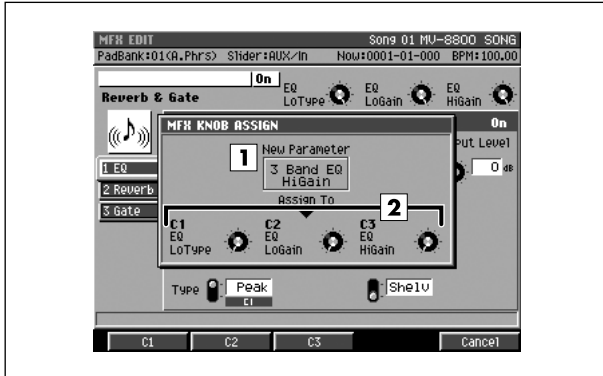 MFX EDIT Song 01 MV-8800 SONG
PadBank:01(A.Phrs) Slider:AUX/In Now:0001-01-000 BPM:100.00
On
EQ LoType EQ LoGain EQ HiGain
Reverb & Gate
On
MFX KNOB ASSIGN
put Level
1 New Parameter
3 Band EQ
HiGain
0 dB
1 EQ
2 Reverb
3 Gate
Assign To
2
C1 EQ LoType
C2 EQ LoGain
C3 EQ HiGain
Type Peak Shelv
C1
C1 C2 C3 Cancel